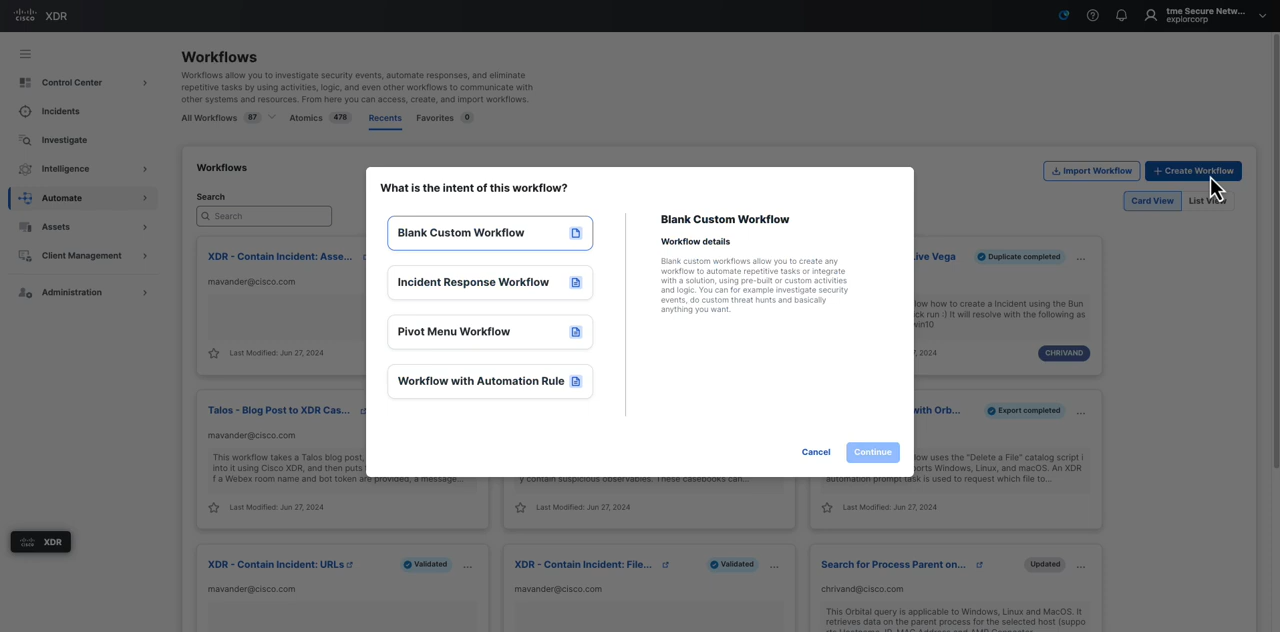 CISCO XDR
tme Secure Netw...
explorcorp
Control Center
Incidents
Investigate
Intelligence
Automate
Assets
Client Management
Administration
CISCO XDR
Workflows
Workflows allow you to investigate security events, automate responses, and eliminate
repetitive tasks by using activities, logic, and even other workflows to communicate with
other systems and resources. From here you can access, create, and import workflows.
All Workflows 87 Atomics 478 Recents Favorites 0
Workflows
Import Workflow + Create Workflow
Search
Search
Card View List View
XDR - Contain Incident: Asse...
mavander@cisco.com
Last Modified: Jun 27, 2024
ive Vega Duplicate completed ...
low how to create a Incident using the Bun
ick run :) It will resolve with the following as
win10
7, 2024 CHRIVAND
What is the intent of this workflow?
Blank Custom Workflow
Incident Response Workflow
Pivot Menu Workflow
Workflow with Automation Rule
Blank Custom Workflow
Workflow details
Blank custom workflows allow you to create any
workflow to automate repetitive tasks or integrate
with a solution, using pre-built or custom activities
and logic. You can for example investigate security
events, do custom threat hunts and basically
anything you want.
Cancel Continue
Talos - Blog Post to XDR Cas...
mavander@cisco.com
This workflow takes a Talos blog post,
into it using Cisco XDR, and then puts
f a Webex room name and bot token are provided, a message...
Last Modified: Jun 27, 2024
y contain suspicious observables. These casebooks can...
Last Modified: Jun 27, 2024
with Orb... Export completed ...
low uses the "Delete a File" catalog script i
orts Windows, Linux, and macOS. An XDR
automation prompt task is used to request which file to...
Last Modified: Jun 27, 2024
XDR - Contain Incident: URLs Validated ...
mavander@cisco.com
XDR - Contain Incident: File... Validated ...
mavander@cisco.com
Search for Process Parent on... Updated ...
chrivand@cisco.com
This Orbital query is applicable to Windows, Linux and MacOS. It
retrieves data on the parent process for the selected host (suppo